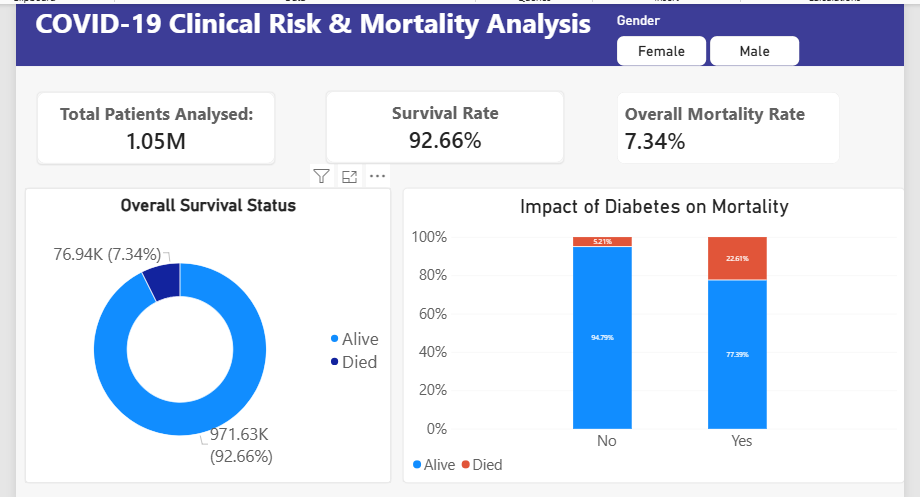 COVID-19 Clinical Risk & Mortality Analysis
Gender
Female
Male
Total Patients Analysed:
1.05M
Survival Rate
92.66%
Overall Mortality Rate
7.34%
Overall Survival Status
76.94K (7.34%)
Alive
Died
971.63K
(92.66%)
Impact of Diabetes on Mortality
100%
80%
60%
40%
20%
0%
5.21%
94.79%
22.61%
77.39%
No
Yes
Alive
Died